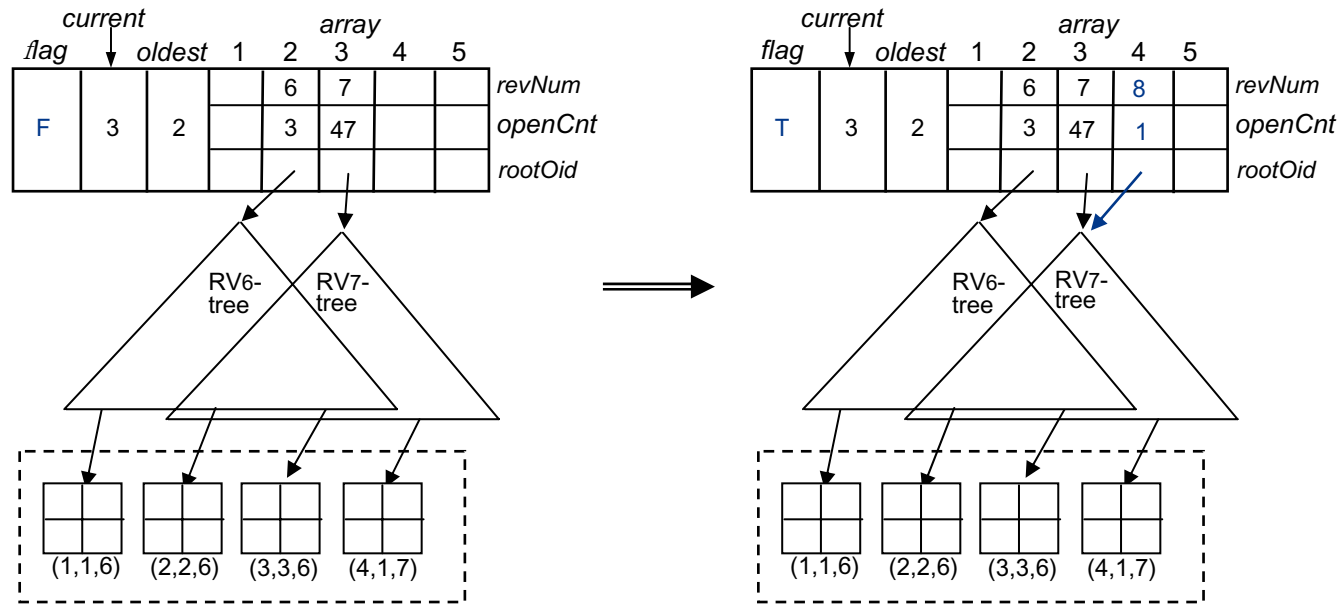 current
array
flag oldest 1 2 3 4 5
6 7 revNum
F 3 2 3 47 openCnt
rootOid
RV6-
tree
RV7-
tree
(1,1,6) (2,2,6) (3,3,6) (4,1,7)
current
array
flag oldest 1 2 3 4 5
6 7 8 revNum
T 3 2 3 47 1 openCnt
rootOid
RV6-
tree
RV7-
tree
(1,1,6) (2,2,6) (3,3,6) (4,1,7)